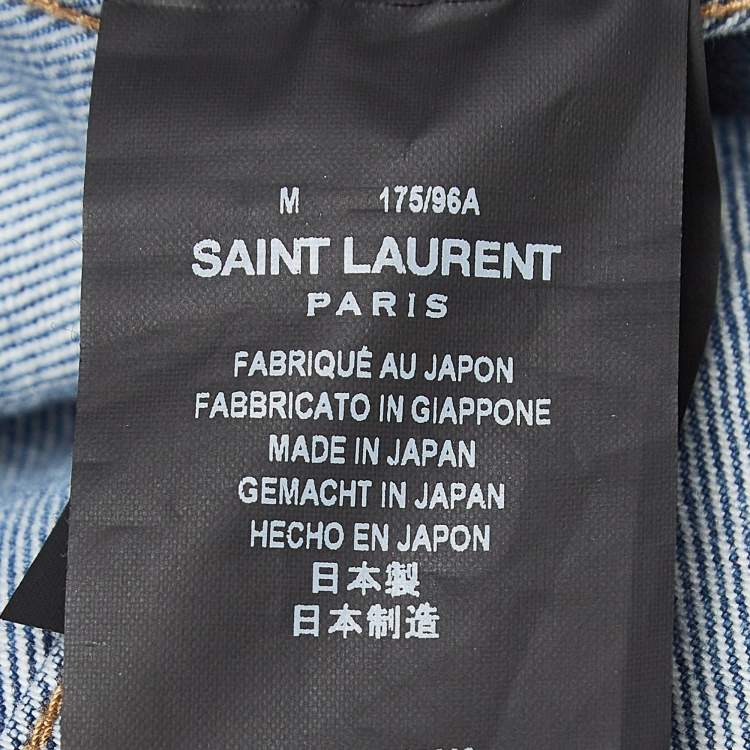 M 175/96A
SAINT LAURENT
PARIS
FABRIQUÉ AU JAPON
FABBRICATO IN GIAPPONE
MADE IN JAPAN
GEMACHT IN JAPAN
HECHO EN JAPON
日本製
日本制造